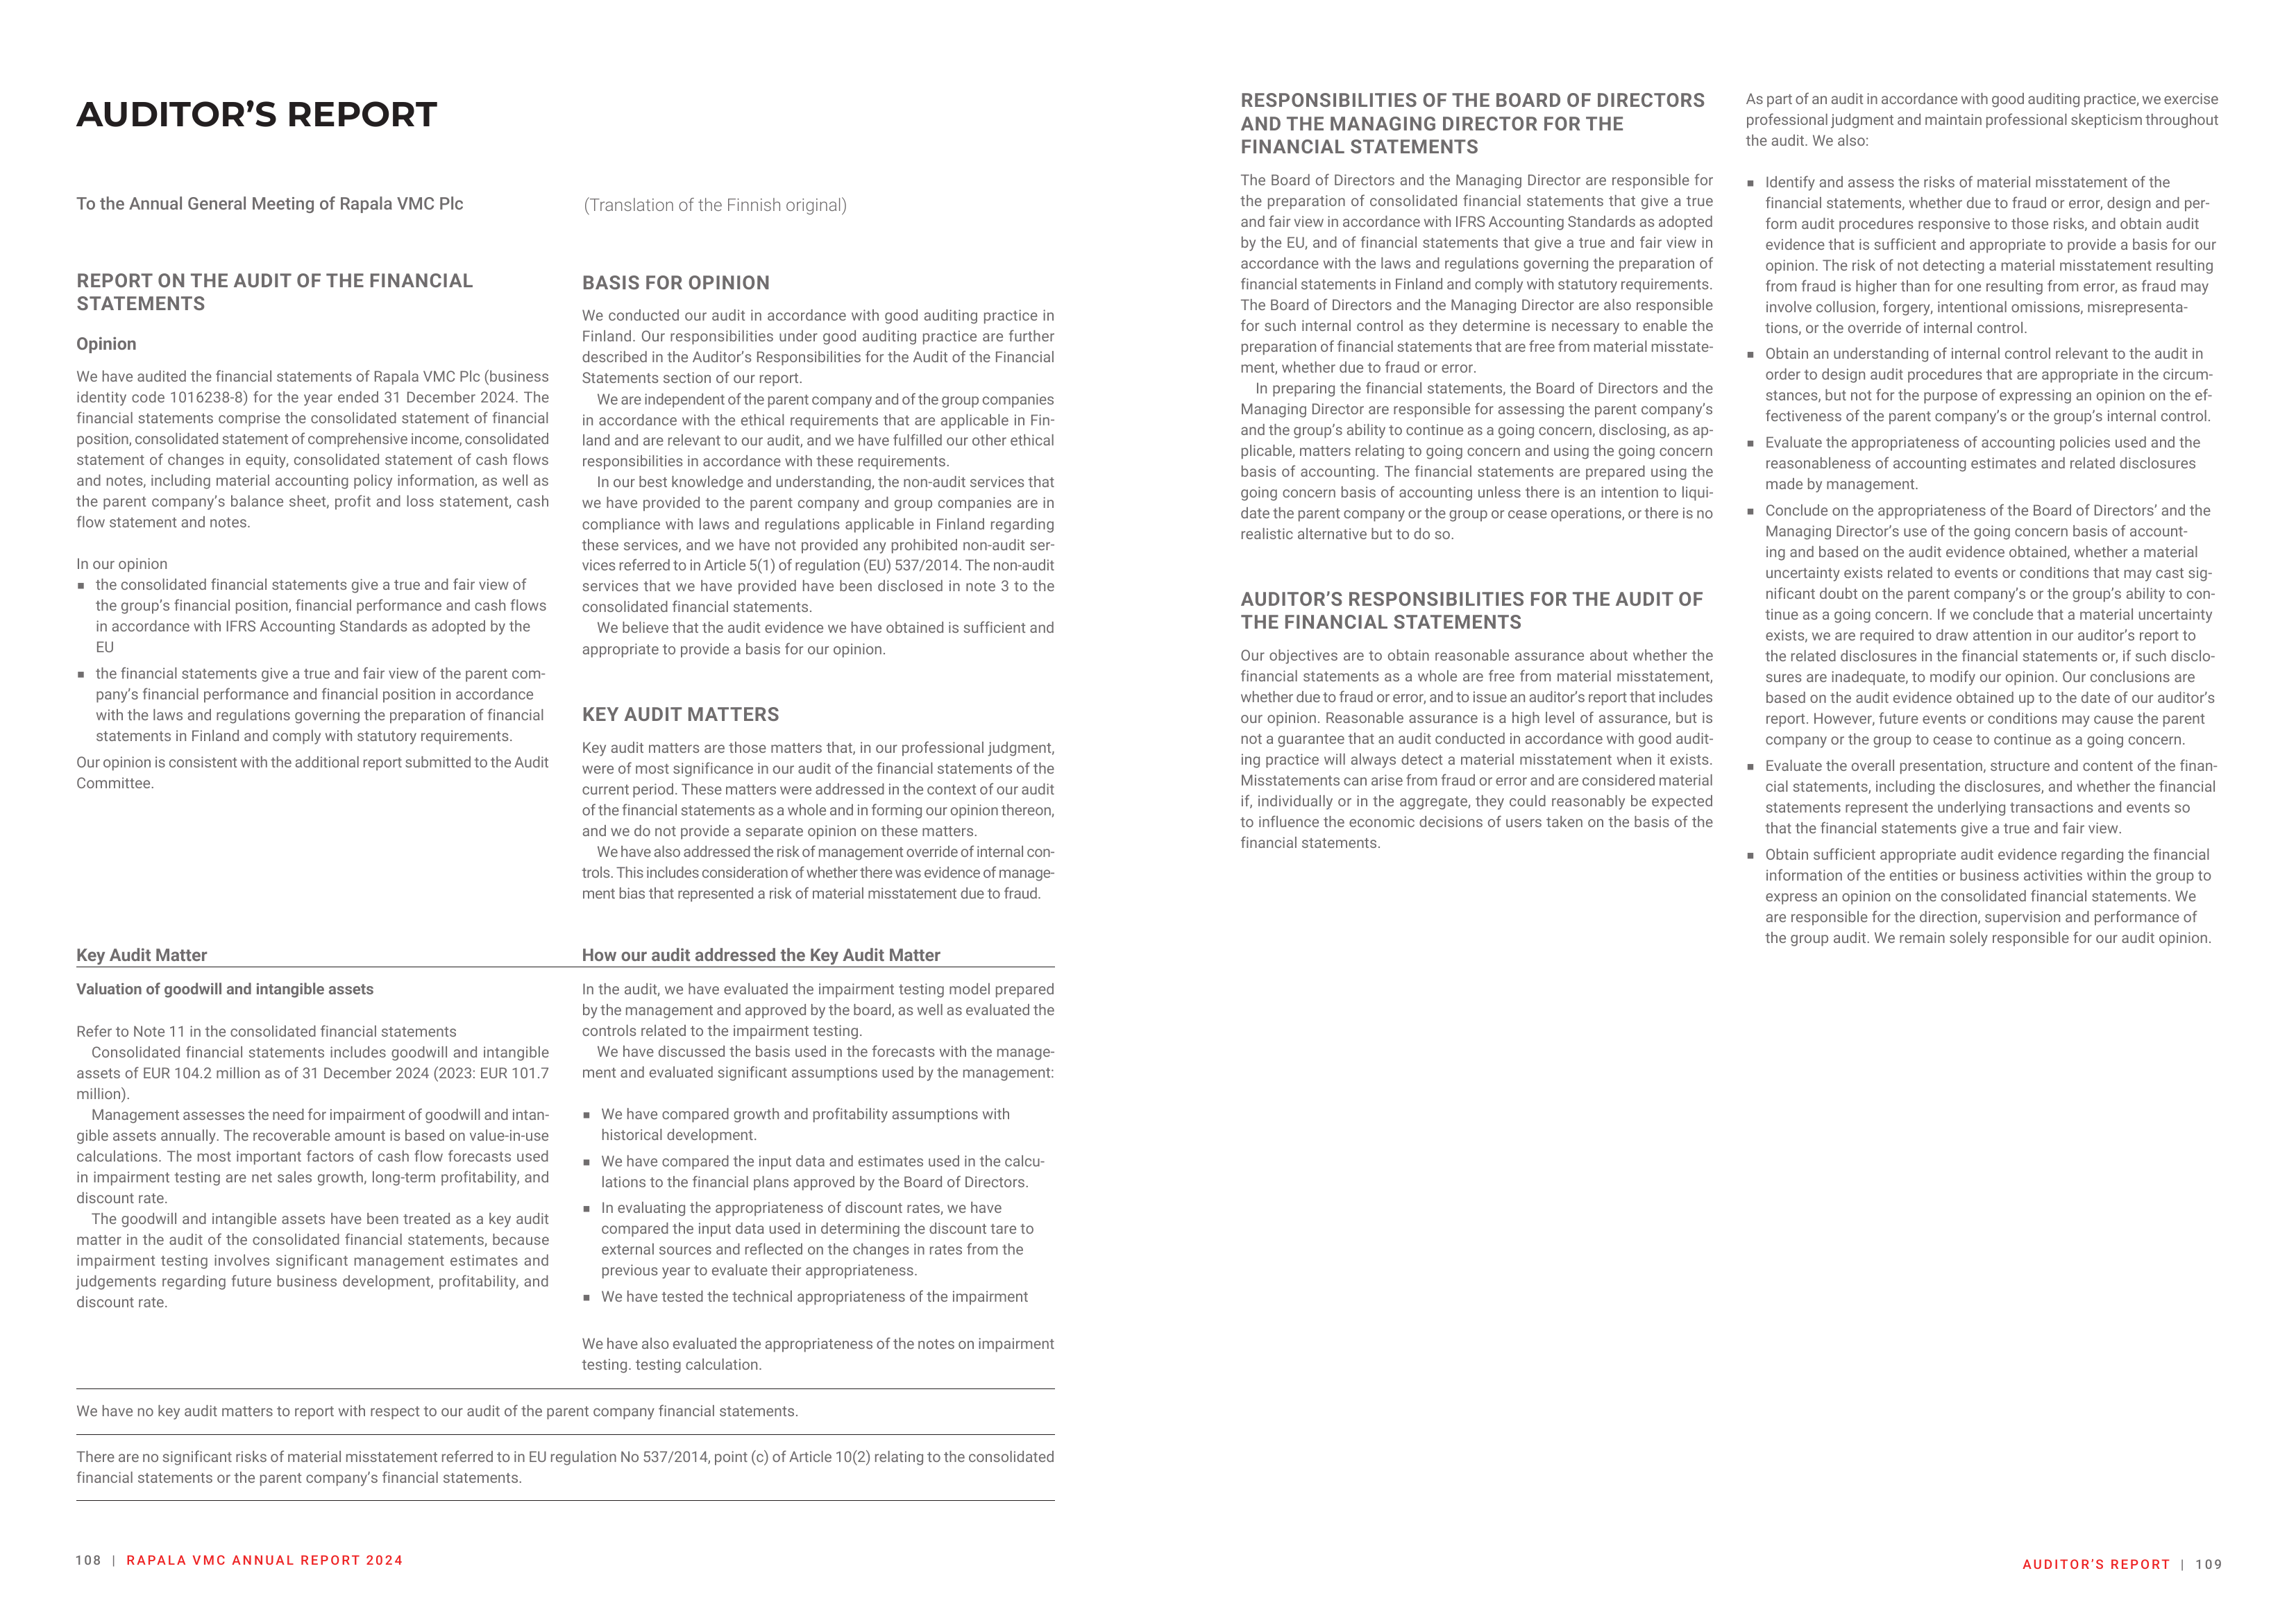 AUDITOR'S REPORT
To the Annual General Meeting of Rapala VMC Plc
(Translation of the Finnish original)
REPORT ON THE AUDIT OF THE FINANCIAL
STATEMENTS
Opinion
We have audited the financial statements of Rapala VMC Plc (business
identity code 1016238-8) for the year ended 31 December 2024. The
financial statements comprise the consolidated statement of financial
position, consolidated statement of comprehensive income, consolidated
statement of changes in equity, consolidated statement of cash flows
and notes, including material accounting policy information, as well as
the parent company's balance sheet, profit and loss statement, cash
flow statement and notes.
In our opinion
▪ the consolidated financial statements give a true and fair view of
the group's financial position, financial performance and cash flows
in accordance with IFRS Accounting Standards as adopted by the
EU
▪ the financial statements give a true and fair view of the parent com-
pany's financial performance and financial position in accordance
with the laws and regulations governing the preparation of financial
statements in Finland and comply with statutory requirements.
Our opinion is consistent with the additional report submitted to the Audit
Committee.
BASIS FOR OPINION
We conducted our audit in accordance with good auditing practice in
Finland. Our responsibilities under good auditing practice are further
described in the Auditor's Responsibilities for the Audit of the Financial
Statements section of our report.
We are independent of the parent company and of the group companies
in accordance with the ethical requirements that are applicable in Fin-
land and are relevant to our audit, and we have fulfilled our other ethical
responsibilities in accordance with these requirements.
In our best knowledge and understanding, the non-audit services that
we have provided to the parent company and group companies are in
compliance with laws and regulations applicable in Finland regarding
these services, and we have not provided any prohibited non-audit ser-
vices referred to in Article 5(1) of regulation (EU) 537/2014. The non-audit
services that we have provided have been disclosed in note 3 to the
consolidated financial statements.
We believe that the audit evidence we have obtained is sufficient and
appropriate to provide a basis for our opinion.
KEY AUDIT MATTERS
Key audit matters are those matters that, in our professional judgment,
were of most significance in our audit of the financial statements of the
current period. These matters were addressed in the context of our audit
of the financial statements as a whole and in forming our opinion thereon,
and we do not provide a separate opinion on these matters.
We have also addressed the risk of management override of internal con-
trols. This includes consideration of whether there was evidence of manage-
ment bias that represented a risk of material misstatement due to fraud.
Key Audit Matter
Valuation of goodwill and intangible assets
Refer to Note 11 in the consolidated financial statements
Consolidated financial statements includes goodwill and intangible
assets of EUR 104.2 million as of 31 December 2024 (2023: EUR 101.7
million).
Management assesses the need for impairment of goodwill and intan-
gible assets annually. The recoverable amount is based on value-in-use
calculations. The most important factors of cash flow forecasts used
in impairment testing are net sales growth, long-term profitability, and
discount rate.
The goodwill and intangible assets have been treated as a key audit
matter in the audit of the consolidated financial statements, because
impairment testing involves significant management estimates and
judgements regarding future business development, profitability, and
discount rate.
How our audit addressed the Key Audit Matter
In the audit, we have evaluated the impairment testing model prepared
by the management and approved by the board, as well as evaluated the
controls related to the impairment testing.
We have discussed the basis used in the forecasts with the manage-
ment and evaluated significant assumptions used by the management:
▪ We have compared growth and profitability assumptions with
historical development.
▪ We have compared the input data and estimates used in the calcu-
lations to the financial plans approved by the Board of Directors.
▪ In evaluating the appropriateness of discount rates, we have
compared the input data used in determining the discount tare to
external sources and reflected on the changes in rates from the
previous year to evaluate their appropriateness.
▪ We have tested the technical appropriateness of the impairment
We have also evaluated the appropriateness of the notes on impairment
testing. testing calculation.
We have no key audit matters to report with respect to our audit of the parent company financial statements.
There are no significant risks of material misstatement referred to in EU regulation No 537/2014, point (c) of Article 10(2) relating to the consolidated
financial statements or the parent company's financial statements.
108 | RAPALA VMC ANNUAL REPORT 2024
RESPONSIBILITIES OF THE BOARD OF DIRECTORS
AND THE MANAGING DIRECTOR FOR THE
FINANCIAL STATEMENTS
The Board of Directors and the Managing Director are responsible for
the preparation of consolidated financial statements that give a true
and fair view in accordance with IFRS Accounting Standards as adopted
by the EU, and of financial statements that give a true and fair view in
accordance with the laws and regulations governing the preparation of
financial statements in Finland and comply with statutory requirements.
The Board of Directors and the Managing Director are also responsible
for such internal control as they determine is necessary to enable the
preparation of financial statements that are free from material misstate-
ment, whether due to fraud or error.
In preparing the financial statements, the Board of Directors and the
Managing Director are responsible for assessing the parent company's
and the group's ability to continue as a going concern, disclosing, as ap-
plicable, matters relating to going concern and using the going concern
basis of accounting. The financial statements are prepared using the
going concern basis of accounting unless there is an intention to liqui-
date the parent company or the group or cease operations, or there is no
realistic alternative but to do so.
AUDITOR'S RESPONSIBILITIES FOR THE AUDIT OF
THE FINANCIAL STATEMENTS
Our objectives are to obtain reasonable assurance about whether the
financial statements as a whole are free from material misstatement,
whether due to fraud or error, and to issue an auditor's report that includes
our opinion. Reasonable assurance is a high level of assurance, but is
not a guarantee that an audit conducted in accordance with good audit-
ing practice will always detect a material misstatement when it exists.
Misstatements can arise from fraud or error and are considered material
if, individually or in the aggregate, they could reasonably be expected
to influence the economic decisions of users taken on the basis of the
financial statements.
As part of an audit in accordance with good auditing practice, we exercise
professional judgment and maintain professional skepticism throughout
the audit. We also:
▪ Identify and assess the risks of material misstatement of the
financial statements, whether due to fraud or error, design and per-
form audit procedures responsive to those risks, and obtain audit
evidence that is sufficient and appropriate to provide a basis for our
opinion. The risk of not detecting a material misstatement resulting
from fraud is higher than for one resulting from error, as fraud may
involve collusion, forgery, intentional omissions, misrepresenta-
tions, or the override of internal control.
▪ Obtain an understanding of internal control relevant to the audit in
order to design audit procedures that are appropriate in the circum-
stances, but not for the purpose of expressing an opinion on the ef-
fectiveness of the parent company's or the group's internal control.
▪ Evaluate the appropriateness of accounting policies used and the
reasonableness of accounting estimates and related disclosures
made by management.
▪ Conclude on the appropriateness of the Board of Directors' and the
Managing Director's use of the going concern basis of account-
ing and based on the audit evidence obtained, whether a material
uncertainty exists related to events or conditions that may cast sig-
nificant doubt on the parent company's or the group's ability to con-
tinue as a going concern. If we conclude that a material uncertainty
exists, we are required to draw attention in our auditor's report to
the related disclosures in the financial statements or, if such disclo-
sures are inadequate, to modify our opinion. Our conclusions are
based on the audit evidence obtained up to the date of our auditor's
report. However, future events or conditions may cause the parent
company or the group to cease to continue as a going concern.
▪ Evaluate the overall presentation, structure and content of the finan-
cial statements, including the disclosures, and whether the financial
statements represent the underlying transactions and events so
that the financial statements give a true and fair view.
▪ Obtain sufficient appropriate audit evidence regarding the financial
information of the entities or business activities within the group to
express an opinion on the consolidated financial statements. We
are responsible for the direction, supervision and performance of
the group audit. We remain solely responsible for our audit opinion.
AUDITOR'S REPORT | 109